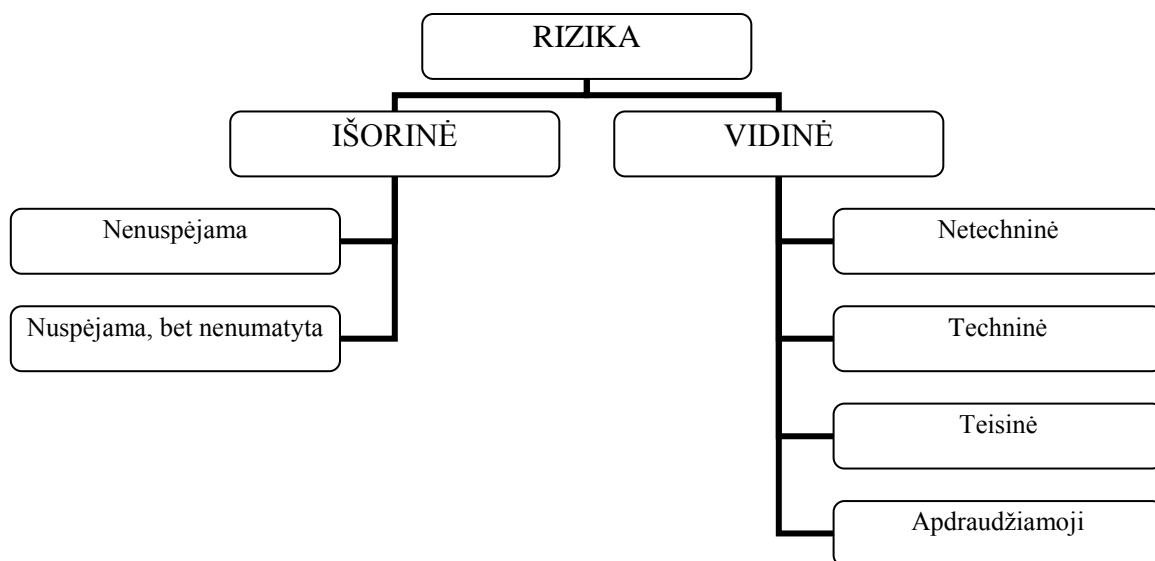 RIZIKA
IŠORINĖ
VIDINĖ
Nenuspėjama
Nuspėjama, bet nenumatyta
Netechninė
Techninė
Teisinė
Apdraudžiamoji